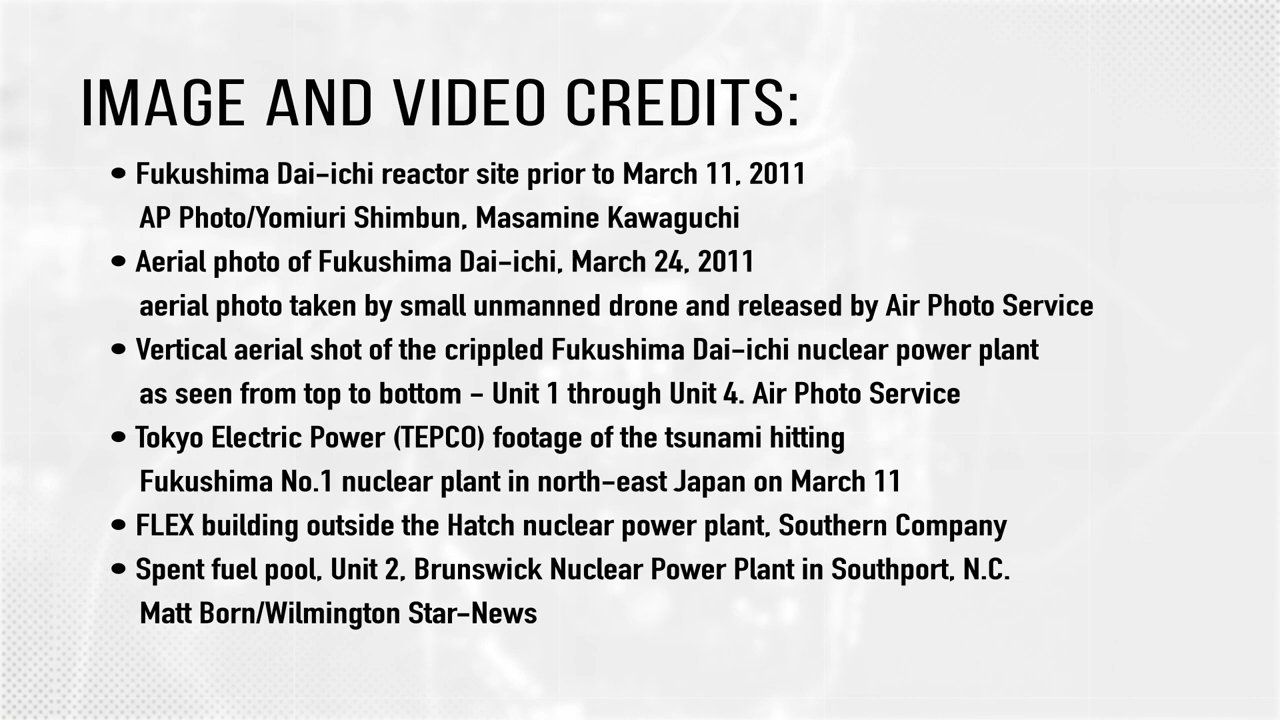 IMAGE AND VIDEO CREDITS:
• Fukushima Dai-ichi reactor site prior to March 11, 2011
AP Photo/Yomiuri Shimbun, Masamine Kawaguchi
• Aerial photo of Fukushima Dai-ichi, March 24, 2011
aerial photo taken by small unmanned drone and released by Air Photo Service
• Vertical aerial shot of the crippled Fukushima Dai-ichi nuclear power plant
as seen from top to bottom - Unit 1 through Unit 4. Air Photo Service
• Tokyo Electric Power (TEPCO) footage of the tsunami hitting
Fukushima No.1 nuclear plant in north-east Japan on March 11
• FLEX building outside the Hatch nuclear power plant, Southern Company
• Spent fuel pool, Unit 2, Brunswick Nuclear Power Plant in Southport, N.C.
Matt Born/Wilmington Star-News